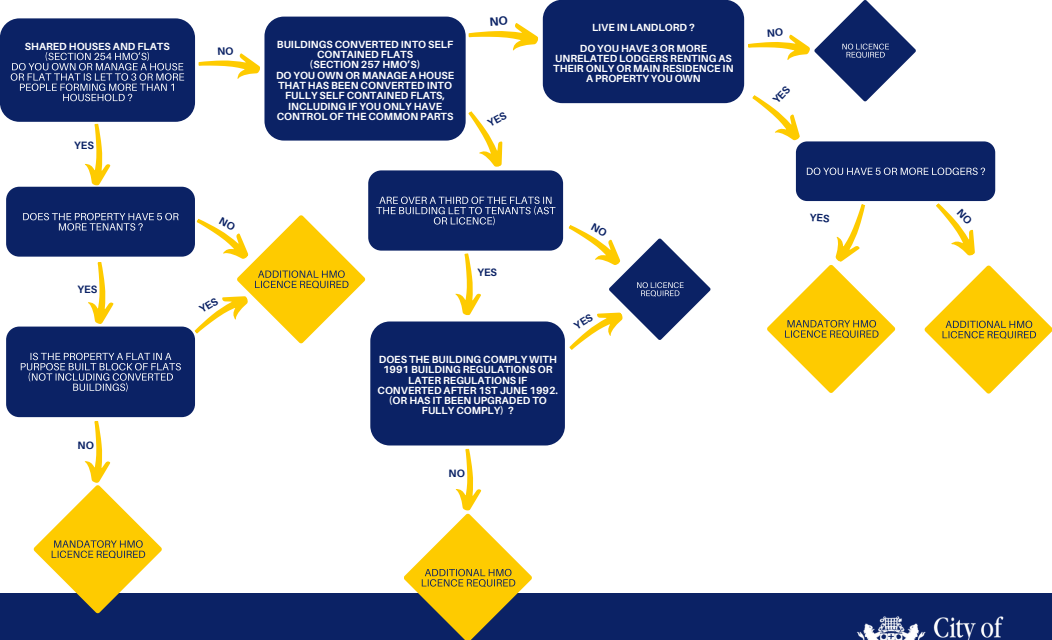 SHARED HOUSES AND FLATS
(SECTION 254 HMO'S)
DO YOU OWN OR MANAGE A HOUSE
OR FLAT THAT IS LET TO 3 OR MORE
PEOPLE FORMING MORE THAN 1
HOUSEHOLD ?
NO
BUILDINGS CONVERTED INTO SELF
CONTAINED FLATS
(SECTION 257 HMO'S)
DO YOU OWN OR MANAGE A HOUSE
THAT HAS BEEN CONVERTED INTO
FULLY SELF CONTAINED FLATS,
INCLUDING IF YOU ONLY HAVE
CONTROL OF THE COMMON PARTS
NO
LIVE IN LANDLORD ?
DO YOU HAVE 3 OR MORE
UNRELATED LODGERS RENTING AS
THEIR ONLY OR MAIN RESIDENCE IN
A PROPERTY YOU OWN
NO
NO LICENCE
REQUIRED
YES
YES
YES
DOES THE PROPERTY HAVE 5 OR
MORE TENANTS ?
NO
ADDITIONAL HMO
LICENCE REQUIRED
ARE OVER A THIRD OF THE FLATS IN
THE BUILDING LET TO TENANTS (AST
OR LICENCE)
NO
NO LICENCE
REQUIRED
DO YOU HAVE 5 OR MORE LODGERS ?
YES
NO
MANDATORY HMO
LICENCE REQUIRED
ADDITIONAL HMO
LICENCE REQUIRED
YES
YES
YES
YES
IS THE PROPERTY A FLAT IN A
PURPOSE BUILT BLOCK OF FLATS
(NOT INCLUDING CONVERTED
BUILDINGS)
DOES THE BUILDING COMPLY WITH
1991 BUILDING REGULATIONS OR
LATER REGULATIONS IF
CONVERTED AFTER 1ST JUNE 1992.
(OR HAS IT BEEN UPGRADED TO
FULLY COMPLY) ?
NO
NO
MANDATORY HMO
LICENCE REQUIRED
ADDITIONAL HMO
LICENCE REQUIRED
City of